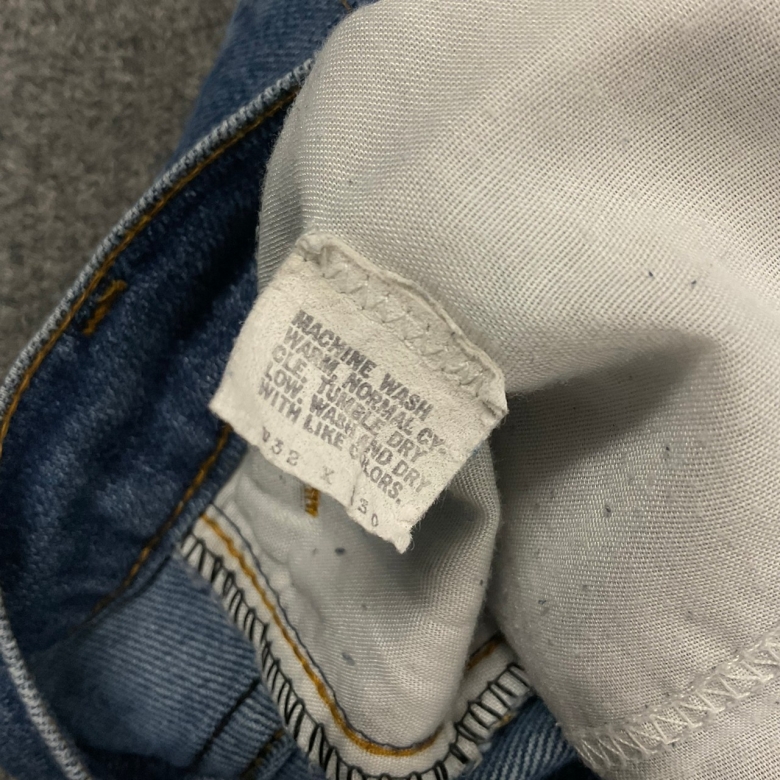 MACHINE WASH
WARM, NORMAL CY-
CLE. TUMBLE DRY
LOW. WASH AND DRY
WITH LIKE COLORS.
W32 X 30